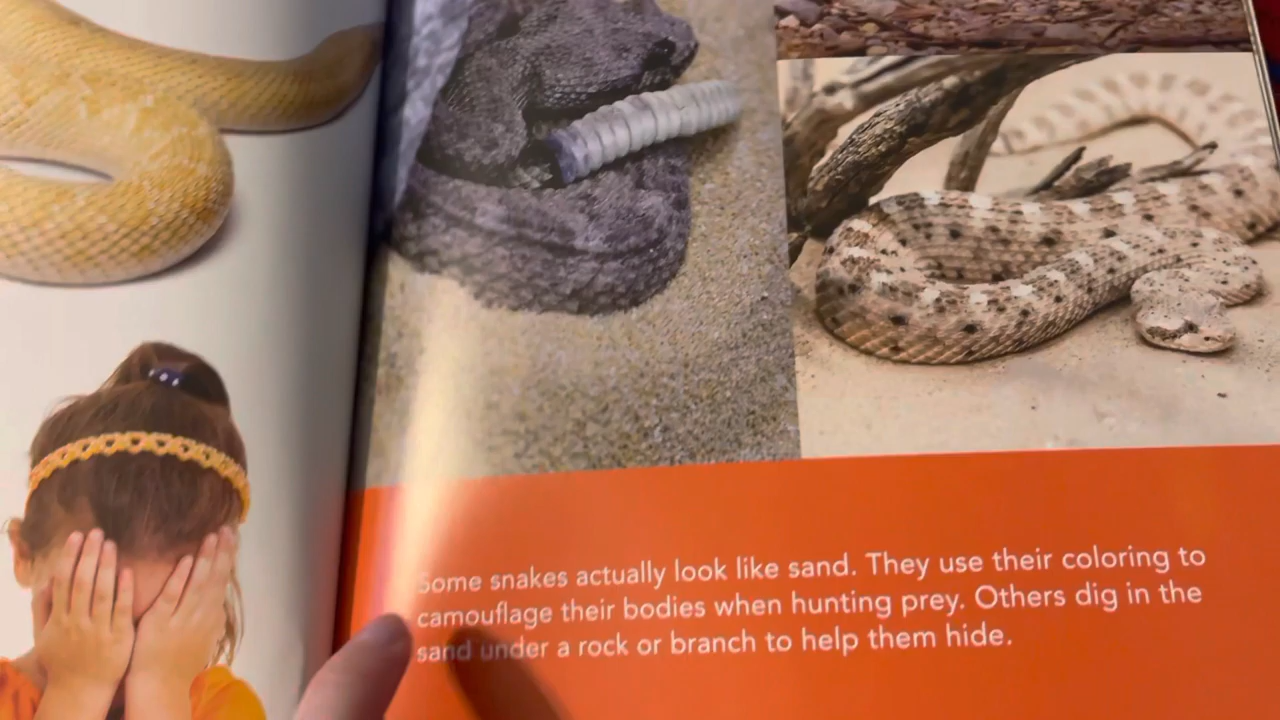 Some snakes actually look like sand. They use their coloring to
camouflage their bodies when hunting prey. Others dig in the
sand under a rock or branch to help them hide.